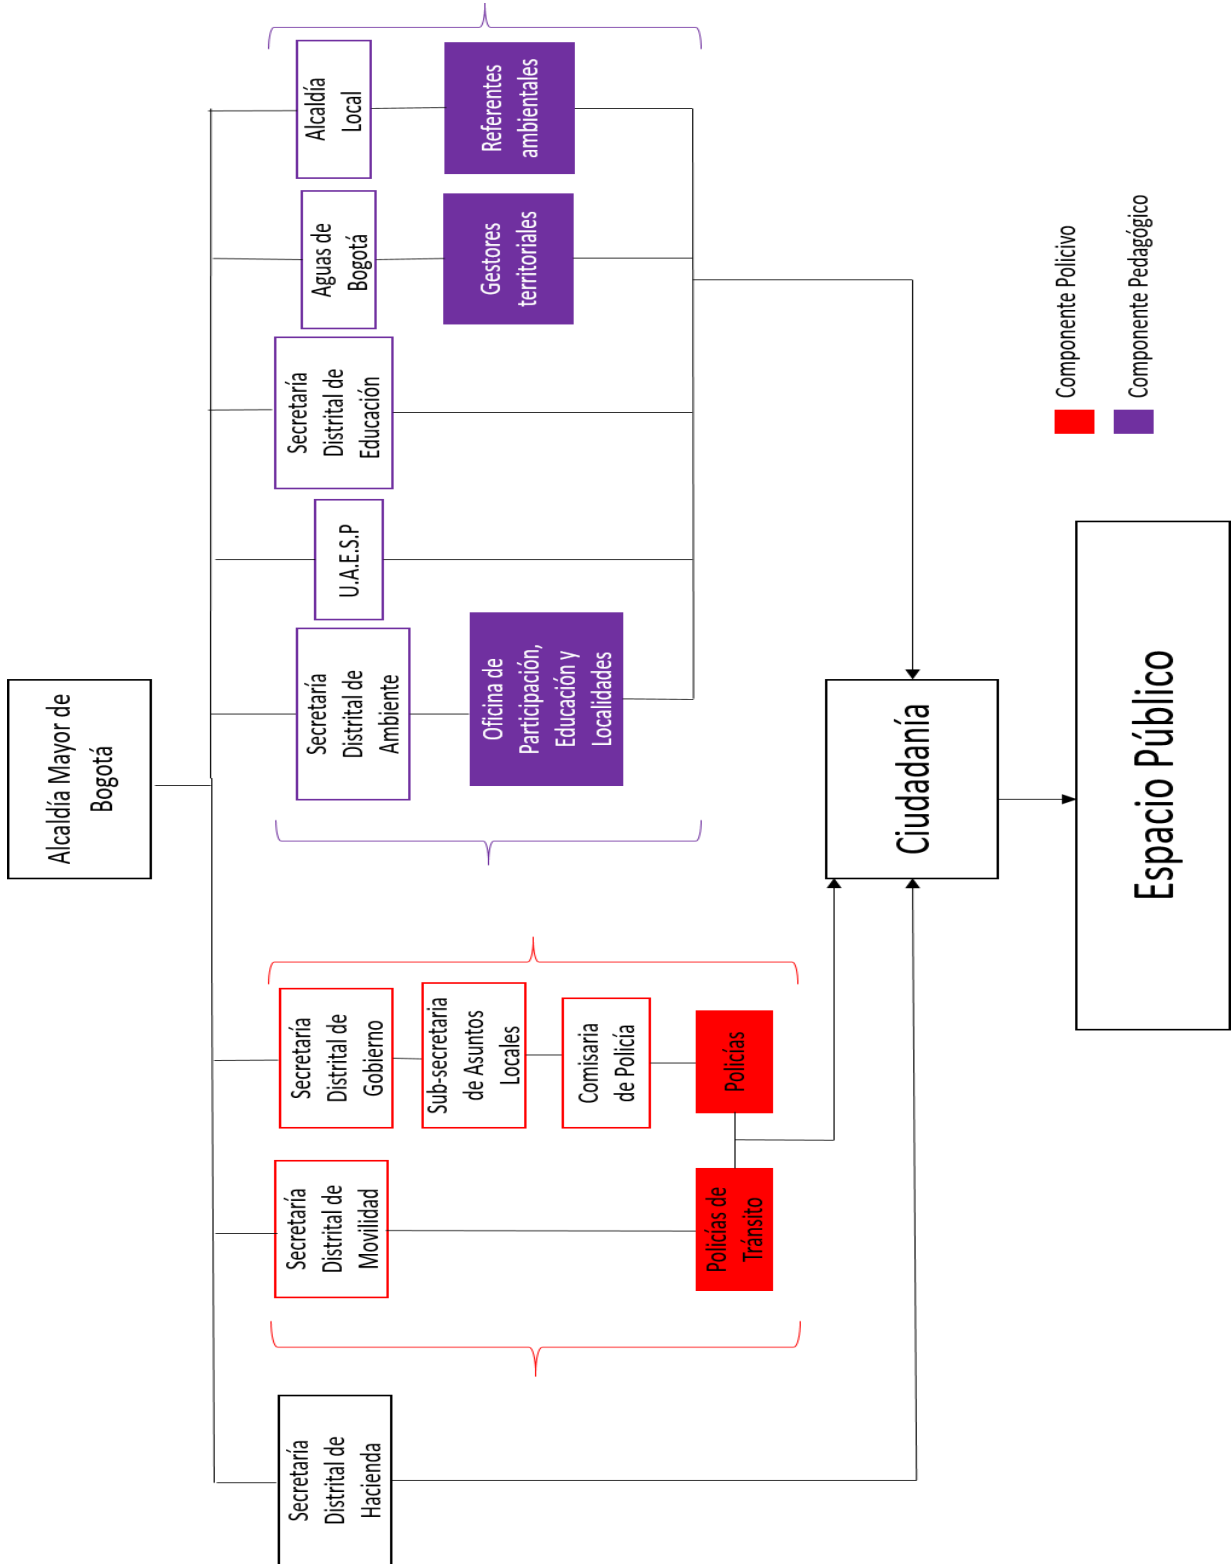 Alcaldía Mayor de
Bogotá
Secretaría
Distrital de
Hacienda
Secretaría
Distrital de
Movilidad
Secretaría
Distrital de
Gobierno
Secretaría
Distrital de
Ambiente
U.A.E.S.P
Secretaría
Distrital de
Educación
Aguas de
Bogotá
Alcaldía
Local
Sub-secretaria
de Asuntos
Locales
Comisaria
de Policía
Policías de
Tránsito
Policías
Oficina de
Participación,
Educación y
Localidades
Gestores
territoriales
Referentes
ambientales
Ciudadanía
Espacio Público
Componente Policivo
Componente Pedagógico